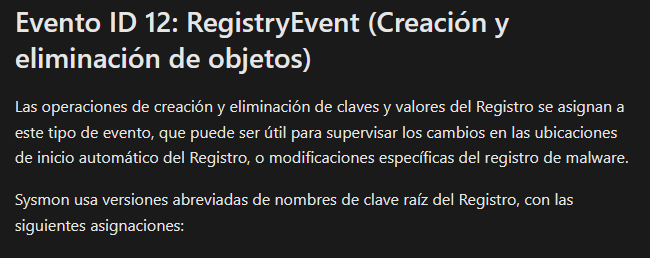 Evento ID 12: RegistryEvent (Creación y
eliminación de objetos)
Las operaciones de creación y eliminación de claves y valores del Registro se asignan a
este tipo de evento, que puede ser útil para supervisar los cambios en las ubicaciones
de inicio automático del Registro, o modificaciones específicas del registro de malware.
Sysmon usa versiones abreviadas de nombres de clave raíz del Registro, con las
siguientes asignaciones: